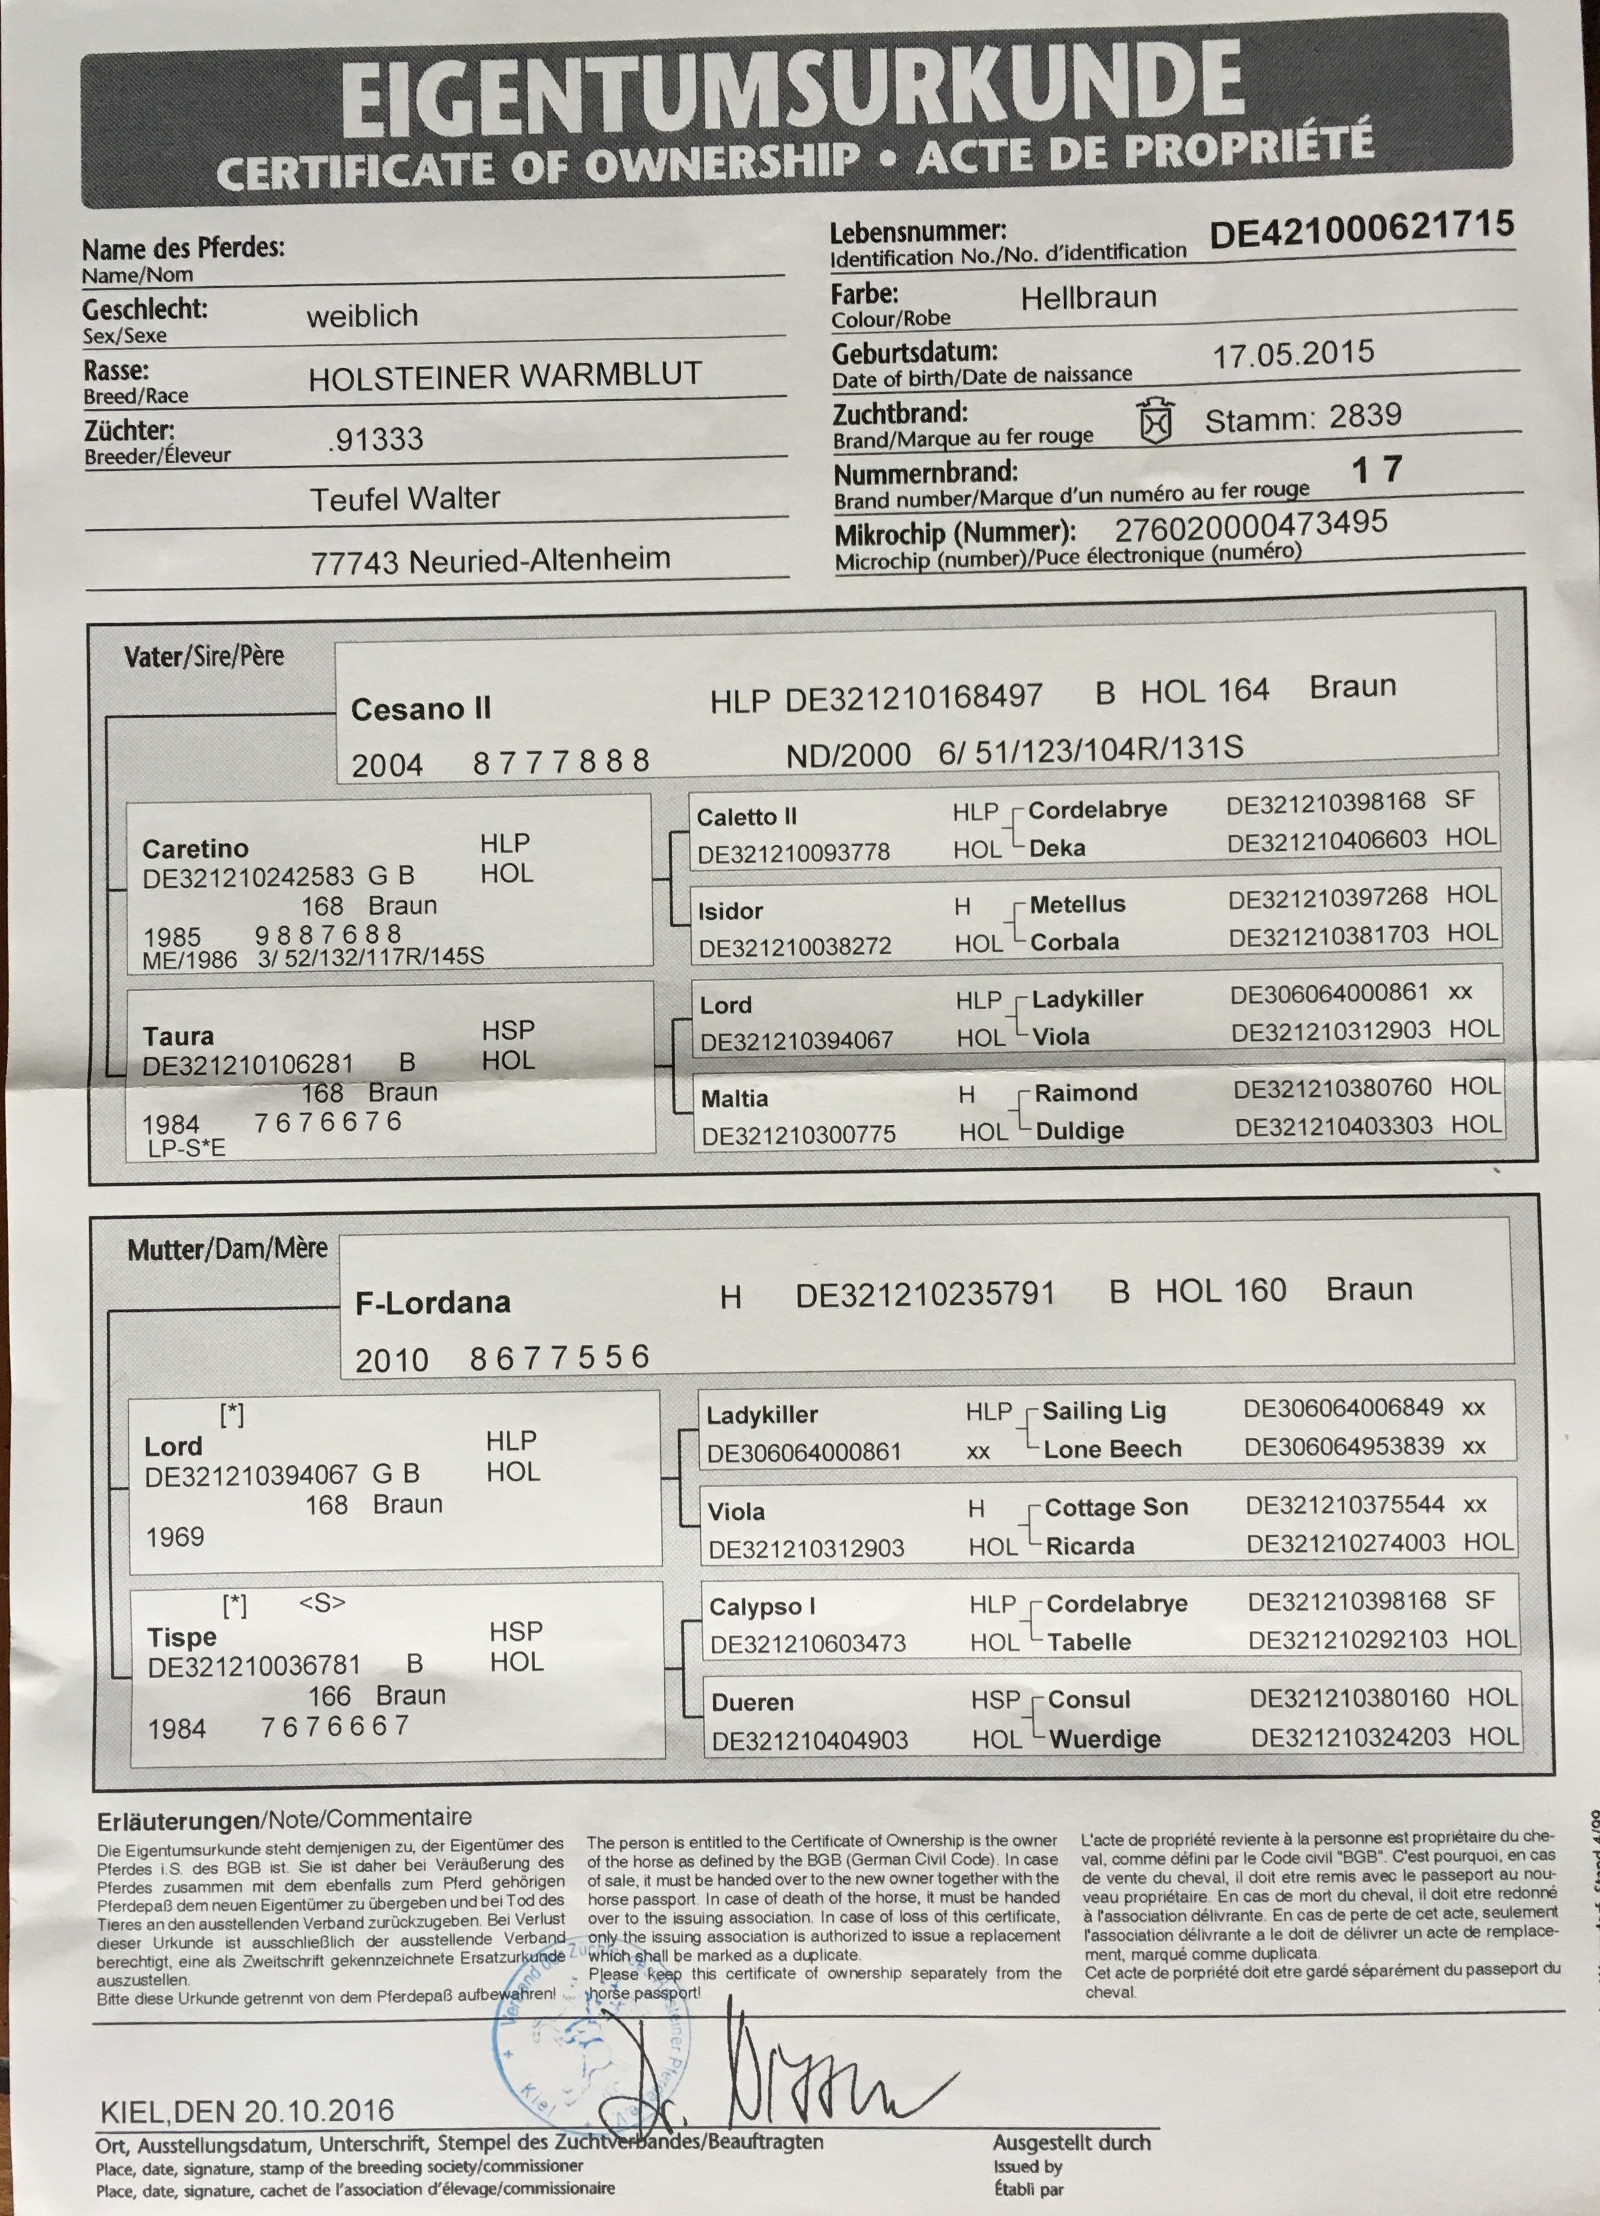 EIGENTUMSURKUNDE
CERTIFICATE OF OWNERSHIP • ACTE DE PROPRIÉTÉ
Name des Pferdes:
Name/Nom
Geschlecht: weiblich
Sex/Sexe
Rasse: HOLSTEINER WARMBLUT
Breed/Race
Züchter: .91333
Breeder/Éleveur
Teufel Walter
77743 Neuried-Altenheim
Lebensnummer: DE421000621715
Identification No./No. d'identification
Farbe: Hellbraun
Colour/Robe
Geburtsdatum: 17.05.2015
Date of birth/Date de naissance
Zuchtbrand: Stamm: 2839
Brand/Marque au fer rouge
Nummernbrand: 1 7
Brand number/Marque d'un numéro au fer rouge
Mikrochip (Nummer): 276020000473495
Microchip (number)/Puce électronique (numéro)
Vater/Sire/Père
Cesano II HLP DE321210168497 B HOL 164 Braun
2004 8 7 7 7 8 8 8 ND/2000 6/ 51/123/104R/131S
Caretino HLP
DE321210242583 G B HOL
168 Braun
1985 9 8 8 7 6 8 8
ME/1986 3/ 52/132/117R/145S
Taura HSP
DE321210106281 B HOL
168 Braun
1984 7 6 7 6 6 7 6
LP-S*E
Caletto II HLP Cordelabrye DE321210398168 SF
DE321210093778 HOL Deka DE321210406603 HOL
Isidor H Metellus DE321210397268 HOL
DE321210038272 HOL Corbala DE321210381703 HOL
Lord HLP Ladykiller DE306064000861 xx
DE321210394067 HOL Viola DE321210312903 HOL
Maltia H Raimond DE321210380760 HOL
DE321210300775 HOL Duldige DE321210403303 HOL
Mutter/Dam/Mère
F-Lordana H DE321210235791 B HOL 160 Braun
2010 8 6 7 7 5 5 6
[*]
Lord HLP
DE321210394067 G B HOL
168 Braun
1969
[*] <S>
Tispe HSP
DE321210036781 B HOL
166 Braun
1984 7 6 7 6 6 6 7
Ladykiller HLP Sailing Lig DE306064006849 xx
DE306064000861 xx Lone Beech DE306064953839 xx
Viola H Cottage Son DE321210375544 xx
DE321210312903 HOL Ricarda DE321210274003 HOL
Calypso I HLP Cordelabrye DE321210398168 SF
DE321210603473 HOL Tabelle DE321210292103 HOL
Dueren HSP Consul DE321210380160 HOL
DE321210404903 HOL Wuerdige DE321210324203 HOL
Erläuterungen/Note/Commentaire
Die Eigentumsurkunde steht demjenigen zu, der Eigentümer des
Pferdes i.S. des BGB ist. Sie ist daher bei Veräußerung des
Pferdes zusammen mit dem ebenfalls zum Pferd gehörigen
Pferdepaß dem neuen Eigentümer zu übergeben und bei Tod des
Tieres an den ausstellenden Verband zurückzugeben. Bei Verlust
dieser Urkunde ist ausschließlich der ausstellende Verband
berechtigt, eine als Zweitschrift gekennzeichnete Ersatzurkunde
auszustellen.
Bitte diese Urkunde getrennt von dem Pferdepaß aufbewahren!
The person is entitled to the Certificate of Ownership is the owner
of the horse as defined by the BGB (German Civil Code). In case
of sale, it must be handed over to the new owner together with the
horse passport. In case of death of the horse, it must be handed
over to the issuing association. In case of loss of this certificate,
only the issuing association is authorized to issue a replacement
which shall be marked as a duplicate.
Please keep this certificate of ownership separately from the
horse passport!
L'acte de propriété reviente à la personne est propriétaire du che-
val, comme défini par le Code civil "BGB". C'est pourquoi, en cas
de vente du cheval, il doit etre remis avec le passeport au nou-
veau propriétaire. En cas de mort du cheval, il doit etre redonné
à l'association délivrante. En cas de perte de cet acte, seulement
l'association délivrante a le doit de délivrer un acte de remplace-
ment, marqué comme duplicata.
Cet acte de porpriété doit etre gardé séparément du passeport du
cheval.
Kiel
KIEL,DEN 20.10.2016
Ort, Ausstellungsdatum, Unterschrift, Stempel des Zuchtverbandes/Beauftragten
Place, date, signature, stamp of the breeding society/commissioner
Place, date, signature, cachet de l'association d'élevage/commissionaire
Ausgestellt durch
Issued by
Établi par